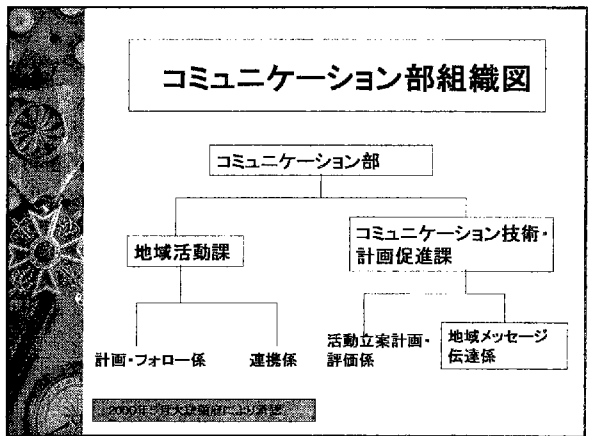 コミュニケーション部組織図
コミュニケーション部
地域活動課
コミュニケーション技術・
計画促進課
計画・フォロー係
連携係
活動立案計画・
評価係
地域メッセージ
伝達係